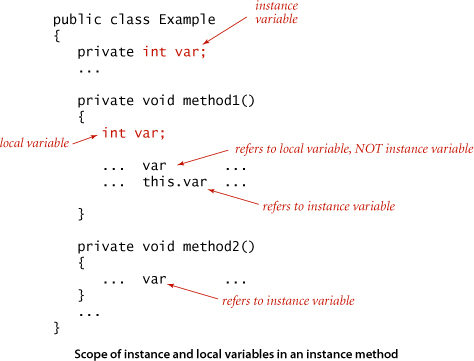 instance
variable
public class Example
{
private int var;
...
private void method1()
{
local variable
int var;
refers to local variable, NOT instance variable
... var ...
... this.var ...
refers to instance variable
}
private void method2()
{
... var ...
refers to instance variable
}
...
}
Scope of instance and local variables in an instance method